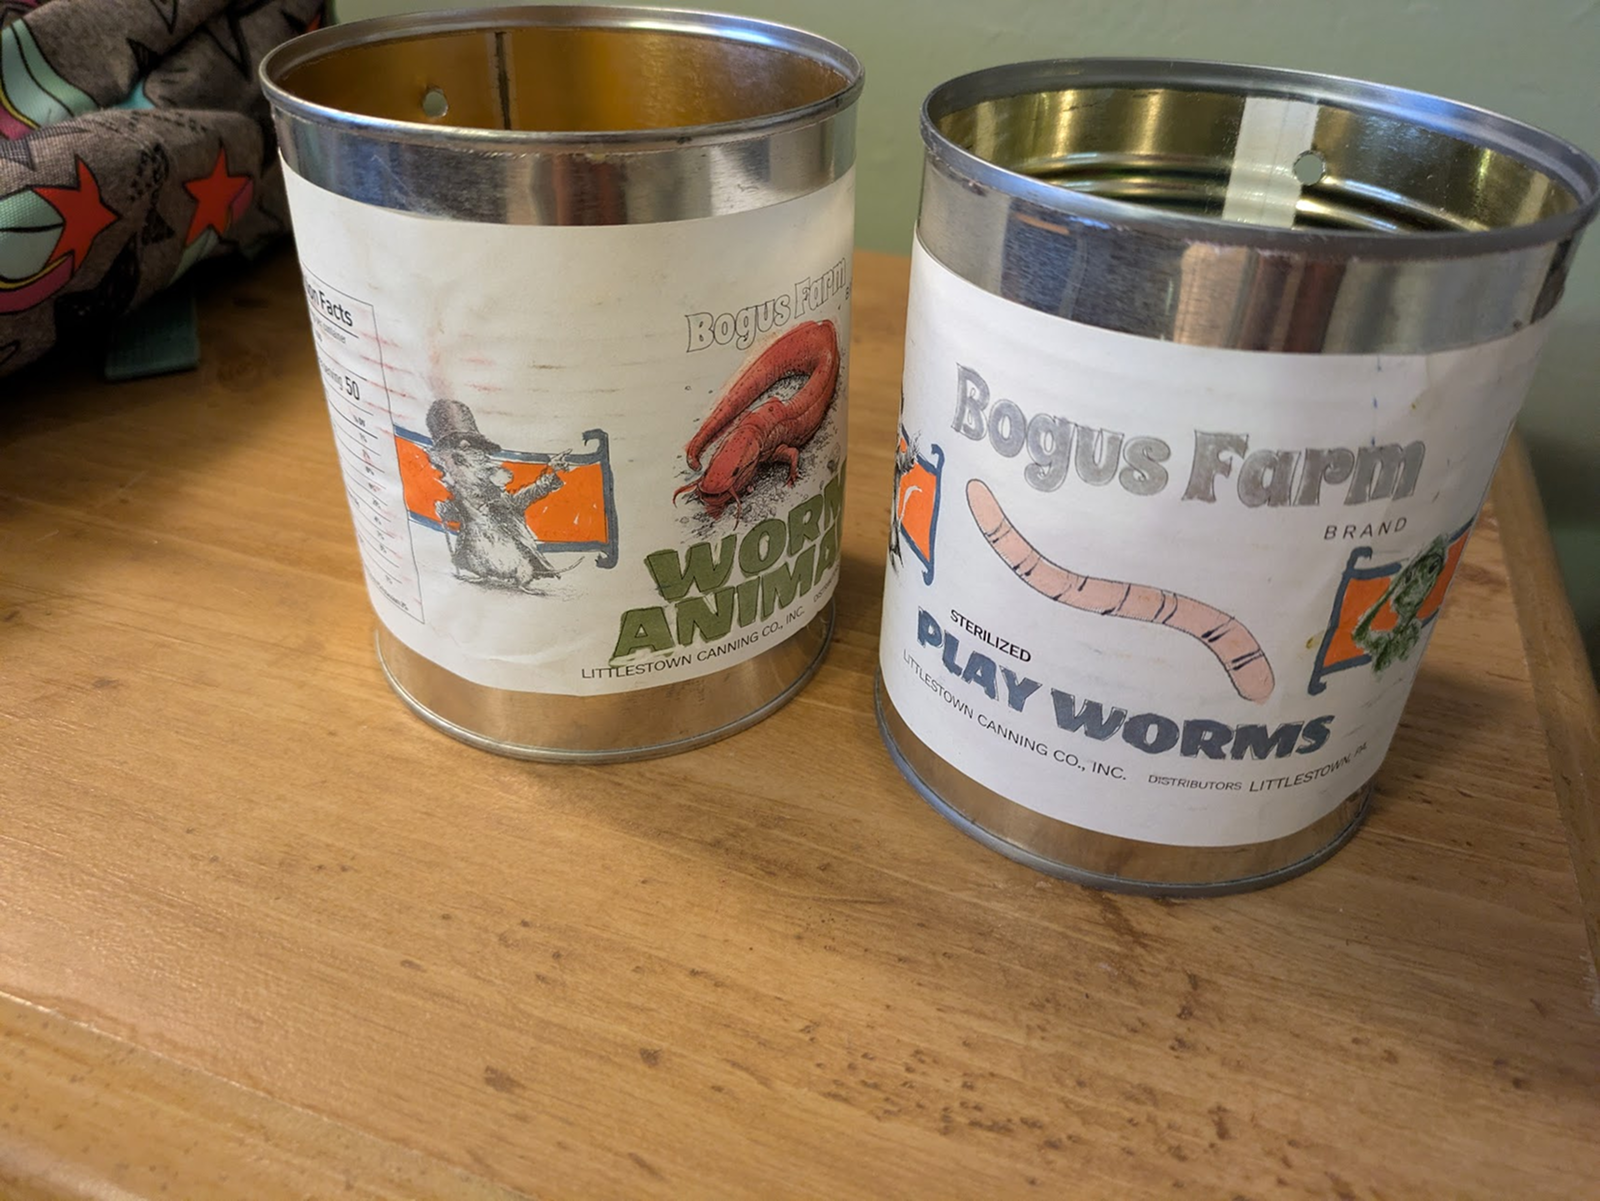 on Facts
50
Bogus Farm
WORM
ANIMA
LITTLESTOWN CANNING CO., INC.
Bogus Farm
BRAND
STERILIZED
PLAY WORMS
LITTLESTOWN CANNING CO., INC. DISTRIBUTORS LITTLESTOWN, PA.